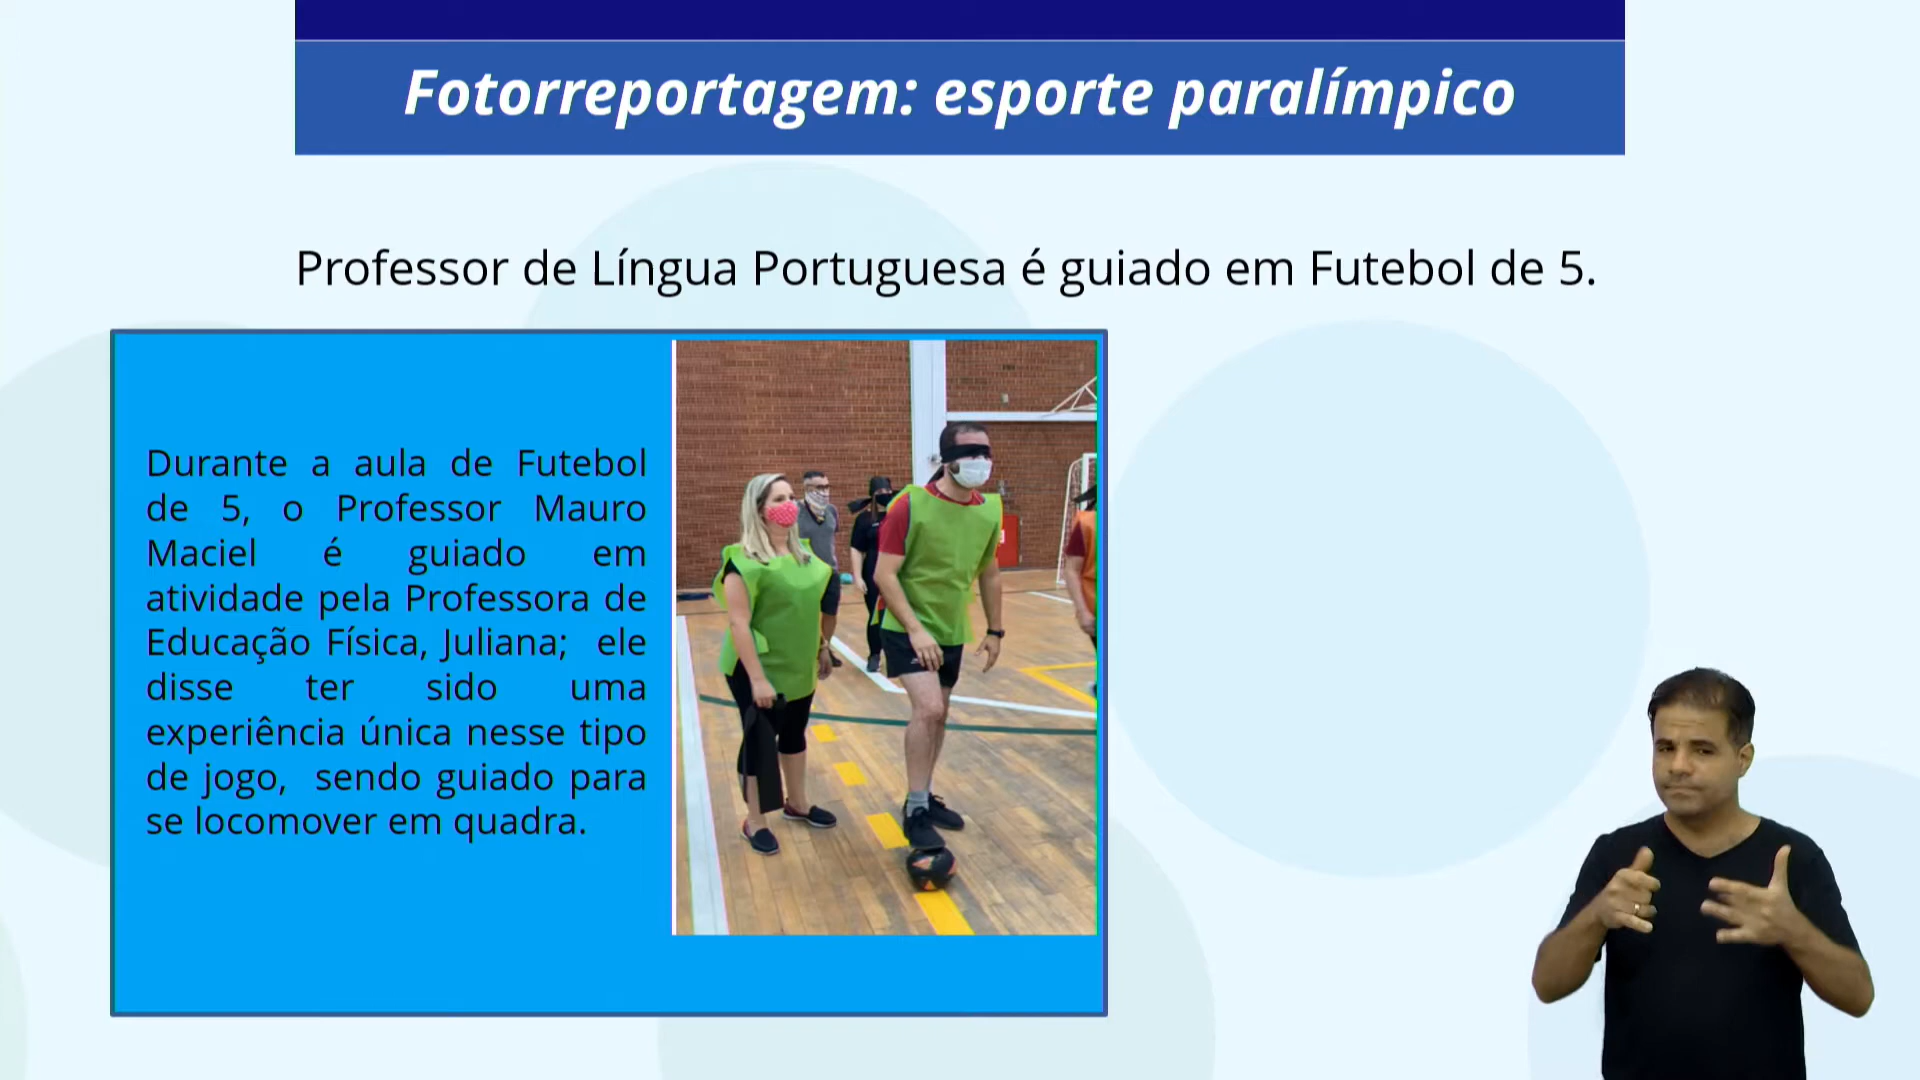 Fotorreportagem: esporte paralímpico
Professor de Língua Portuguesa é guiado em Futebol de 5.
Durante a aula de Futebol
de 5, o Professor Mauro
Maciel é guiado em
atividade pela Professora de
Educação Física, Juliana; ele
disse ter sido uma
experiência única nesse tipo
de jogo, sendo guiado para
se locomover em quadra.